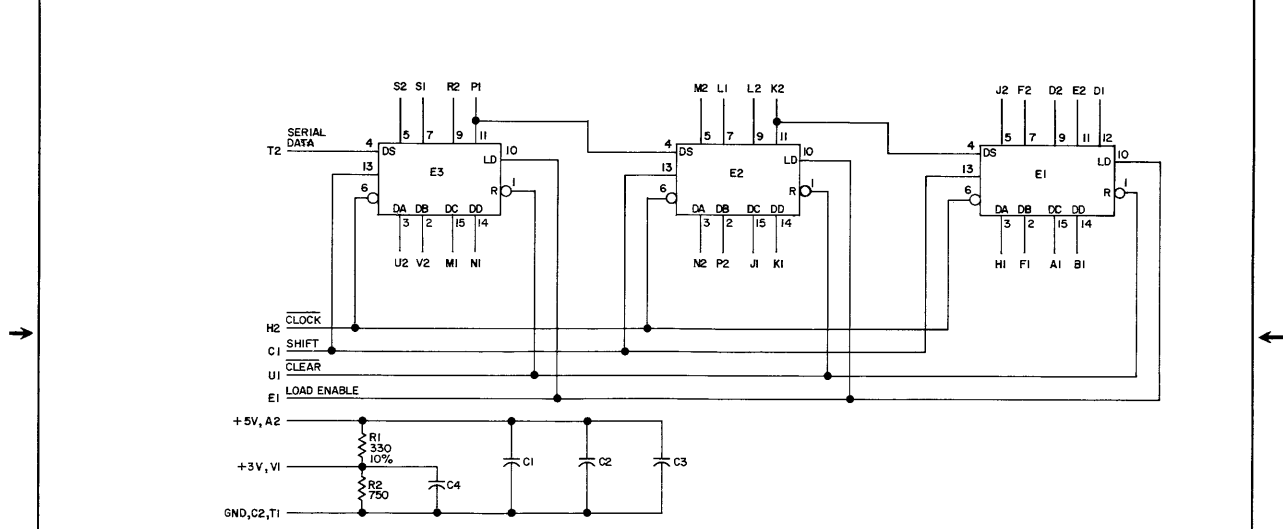 S2 S1 R2 P1
M2 L1 L2 K2
J2 F2 D2 E2 D1
SERIAL
DATA
T2
4 5 7 9 11
DS
LD 10
13
E3
6
R 1
DA DB DC DD
3 2 15 14
U2 V2 M1 N1
4 5 7 9 11
DS
LD 10
13
E2
6
R 1
DA DB DC DD
3 2 15 14
N2 P2 J1 K1
4 5 7 9 11 12
DS
LD 10
13
E1
6
R 1
DA DB DC DD
3 2 15 14
H1 F1 A1 B1
H2 CLOCK
C1 SHIFT
U1 CLEAR
E1 LOAD ENABLE
+5V, A2
R1
330
10%
+3V, V1
R2
750
C4
C1
C2
C3
GND,C2,T1